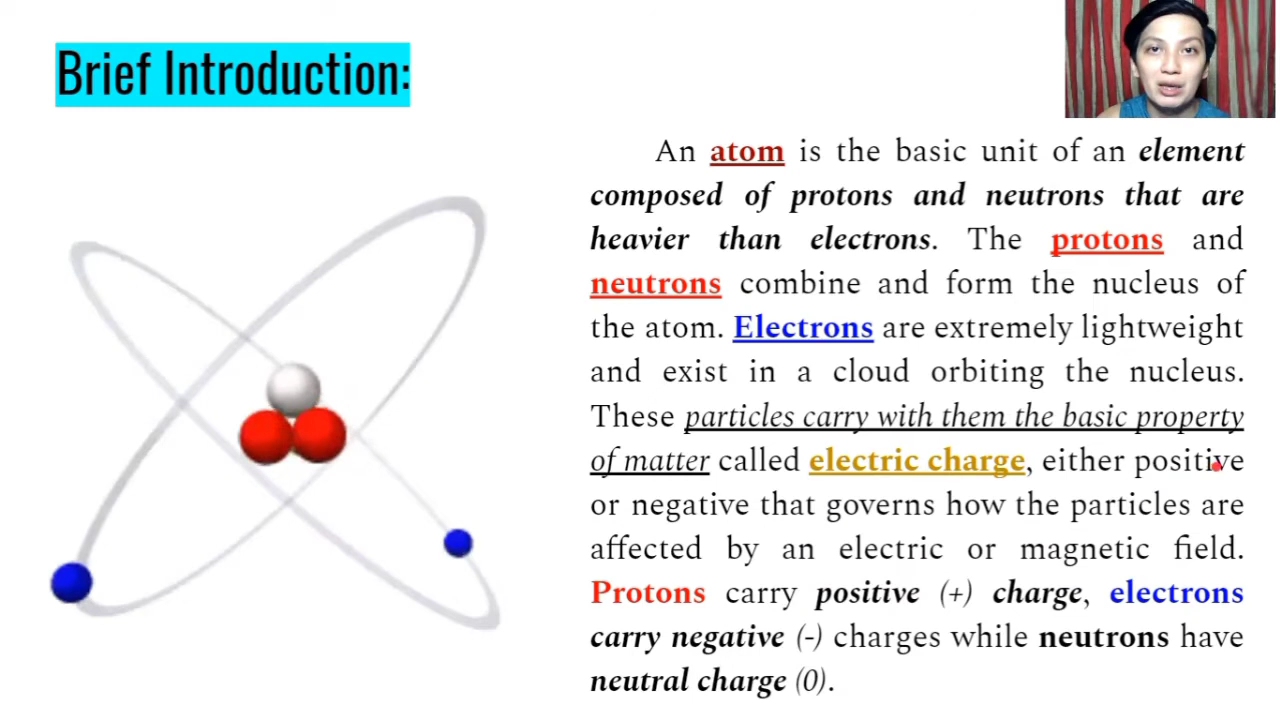 Brief Introduction:
An atom is the basic unit of an element
composed of protons and neutrons that are
heavier than electrons. The protons and
neutrons combine and form the nucleus of
the atom. Electrons are extremely lightweight
and exist in a cloud orbiting the nucleus.
These particles carry with them the basic property
of matter called electric charge, either positive
or negative that governs how the particles are
affected by an electric or magnetic field.
Protons carry positive (+) charge, electrons
carry negative (-) charges while neutrons have
neutral charge (0).